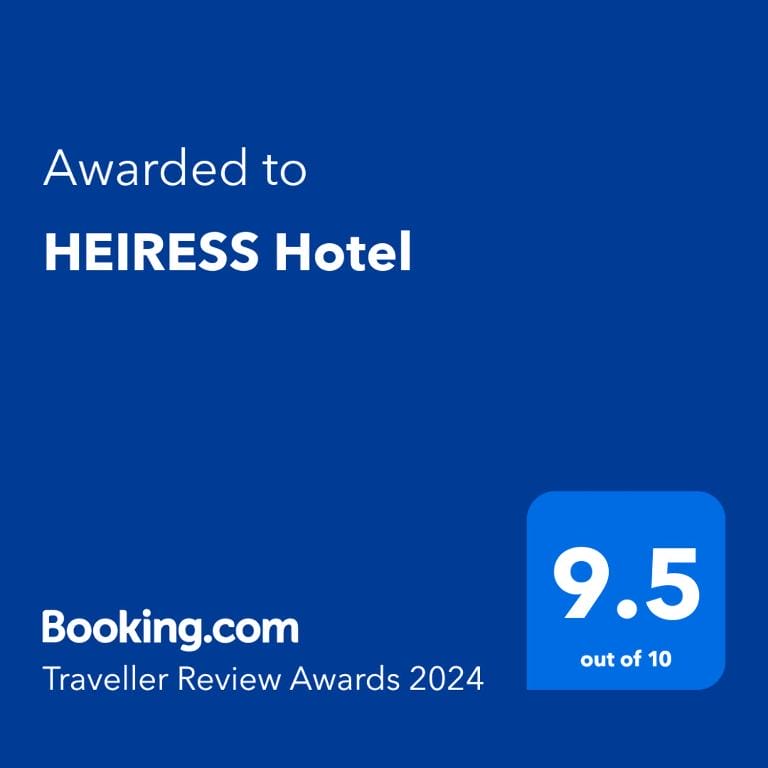 Awarded to
HEIRESS Hotel
9.5
out of 10
Booking.com
Traveller Review Awards 2024